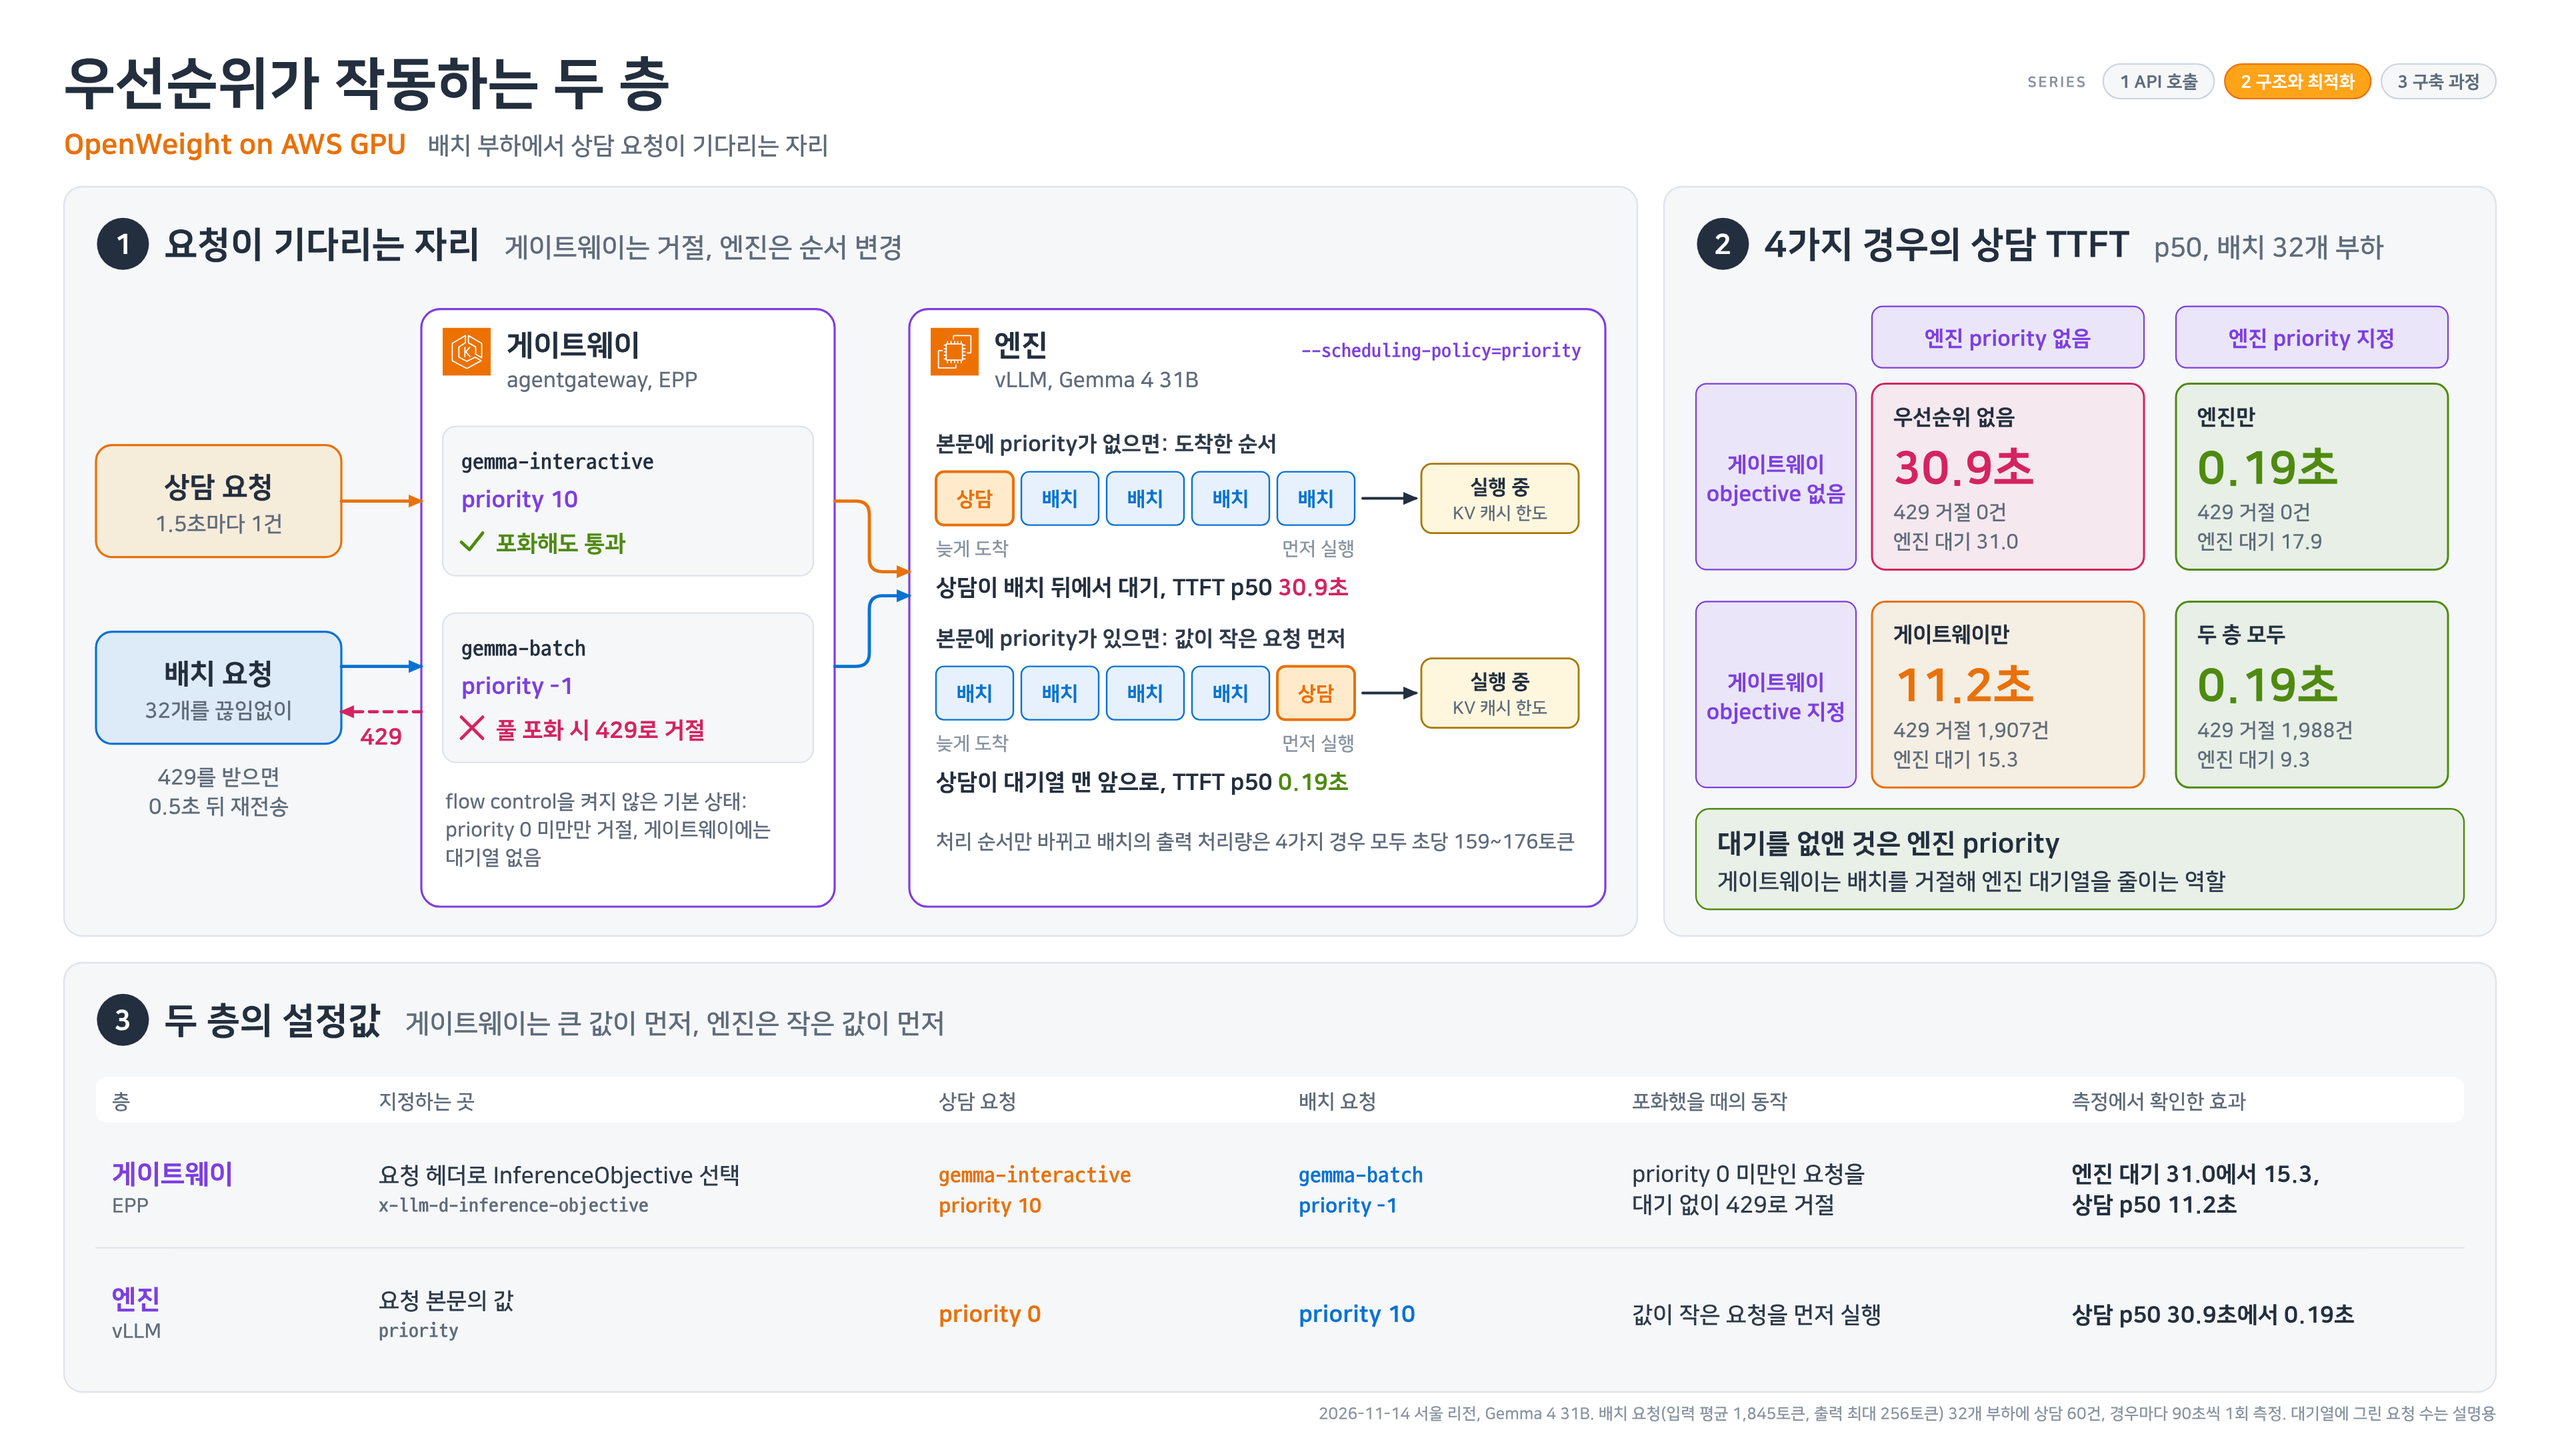 우선순위가 작동하는 두 층
OpenWeight on AWS GPU 배치 부하에서 상담 요청이 기다리는 자리
SERIES 1 API 호출 2 구조와 최적화 3 구축 과정
1 요청이 기다리는 자리 게이트웨이는 거절, 엔진은 순서 변경
상담 요청
1.5초마다 1건
배치 요청
32개를 끊임없이
429
429를 받으면
0.5초 뒤 재전송
게이트웨이
agentgateway, EPP
gemma-interactive
priority 10
포화해도 통과
gemma-batch
priority -1
풀 포화 시 429로 거절
flow control을 켜지 않은 기본 상태:
priority 0 미만만 거절, 게이트웨이에는
대기열 없음
엔진
vLLM, Gemma 4 31B
--scheduling-policy=priority
본문에 priority가 없으면: 도착한 순서
상담 배치 배치 배치 배치
실행 중
KV 캐시 한도
늦게 도착 먼저 실행
상담이 배치 뒤에서 대기, TTFT p50 30.9초
본문에 priority가 있으면: 값이 작은 요청 먼저
배치 배치 배치 배치 상담
실행 중
KV 캐시 한도
늦게 도착 먼저 실행
상담이 대기열 맨 앞으로, TTFT p50 0.19초
처리 순서만 바뀌고 배치의 출력 처리량은 4가지 경우 모두 초당 159~176토큰
2 4가지 경우의 상담 TTFT p50, 배치 32개 부하
엔진 priority 없음 엔진 priority 지정
게이트웨이
objective 없음
우선순위 없음
30.9초
429 거절 0건
엔진 대기 31.0
엔진만
0.19초
429 거절 0건
엔진 대기 17.9
게이트웨이
objective 지정
게이트웨이만
11.2초
429 거절 1,907건
엔진 대기 15.3
두 층 모두
0.19초
429 거절 1,988건
엔진 대기 9.3
대기를 없앤 것은 엔진 priority
게이트웨이는 배치를 거절해 엔진 대기열을 줄이는 역할
3 두 층의 설정값 게이트웨이는 큰 값이 먼저, 엔진은 작은 값이 먼저
층 지정하는 곳 상담 요청 배치 요청 포화했을 때의 동작 측정에서 확인한 효과
게이트웨이
EPP
요청 헤더로 InferenceObjective 선택
x-llm-d-inference-objective
gemma-interactive
priority 10
gemma-batch
priority -1
priority 0 미만인 요청을
대기 없이 429로 거절
엔진 대기 31.0에서 15.3,
상담 p50 11.2초
엔진
vLLM
요청 본문의 값
priority
priority 0
priority 10
값이 작은 요청을 먼저 실행
상담 p50 30.9초에서 0.19초
2026-11-14 서울 리전, Gemma 4 31B. 배치 요청(입력 평균 1,845토큰, 출력 최대 256토큰) 32개 부하에 상담 60건, 경우마다 90초씩 1회 측정. 대기열에 그린 요청 수는 설명용